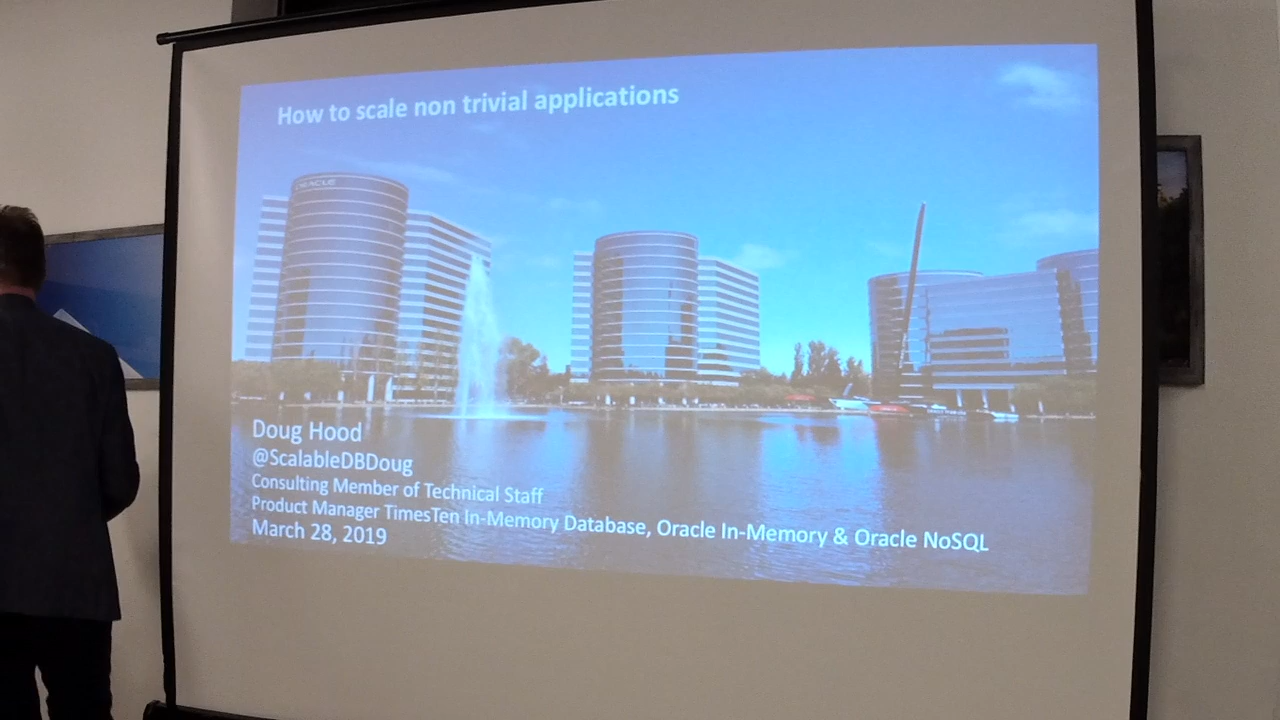 How to scale non trivial applications
ORACLE
Doug Hood
@ScalableDBDoug
Consulting Member of Technical Staff
Product Manager TimesTen In-Memory Database, Oracle In-Memory & Oracle NoSQL
March 28, 2019